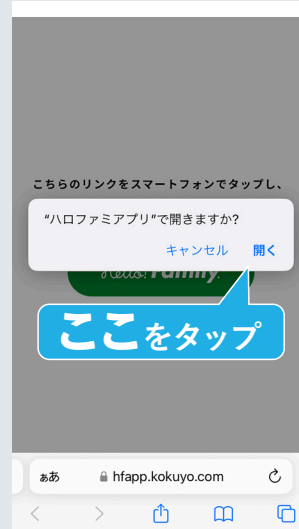 こちらのリンクをスマートフォンでタップし、
“ハロファミアプリ”で開きますか?
キャンセル 開く
Hello! Family.
ここをタップ
ぁあ hfapp.kokuyo.com